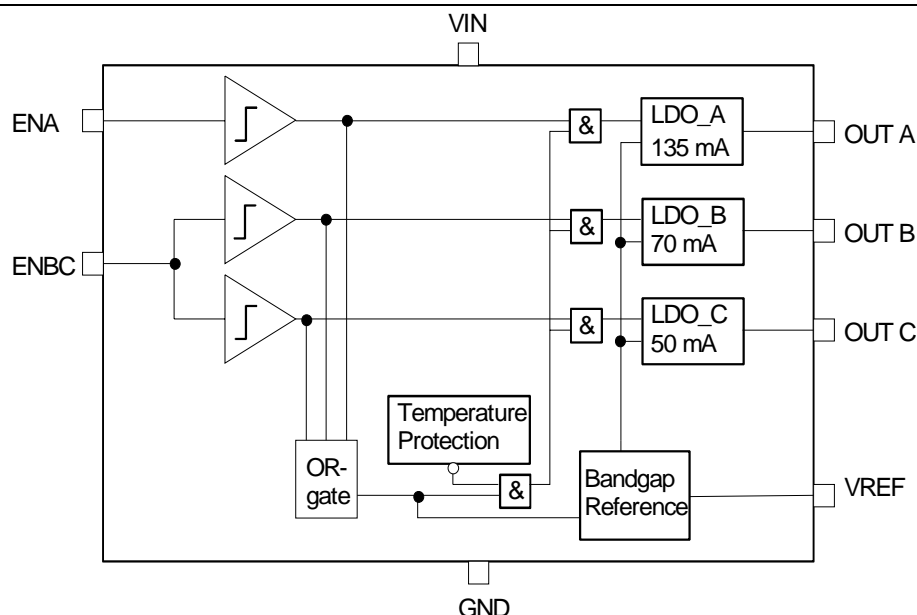 VIN
ENA
&
LDO_A
135 mA
OUT A
&
LDO_B
70 mA
OUT B
ENBC
&
LDO_C
50 mA
OUT C
Temperature
Protection
OR-
gate
&
Bandgap
Reference
VREF
GND